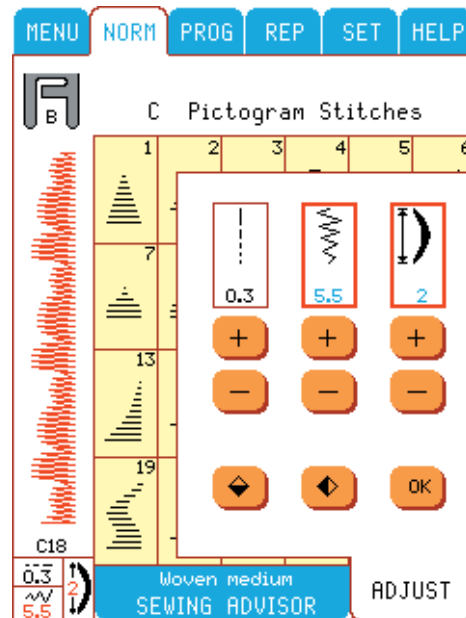 MENU NORM PROG REP SET HELP
B
C Pictogram Stitches
1 2 3 4 5 6
7
0.3 5.5 2
+ + +
13
− − −
19
OK
C18
0.3 2
5.5
Woven medium
SEWING ADVISOR
ADJUST